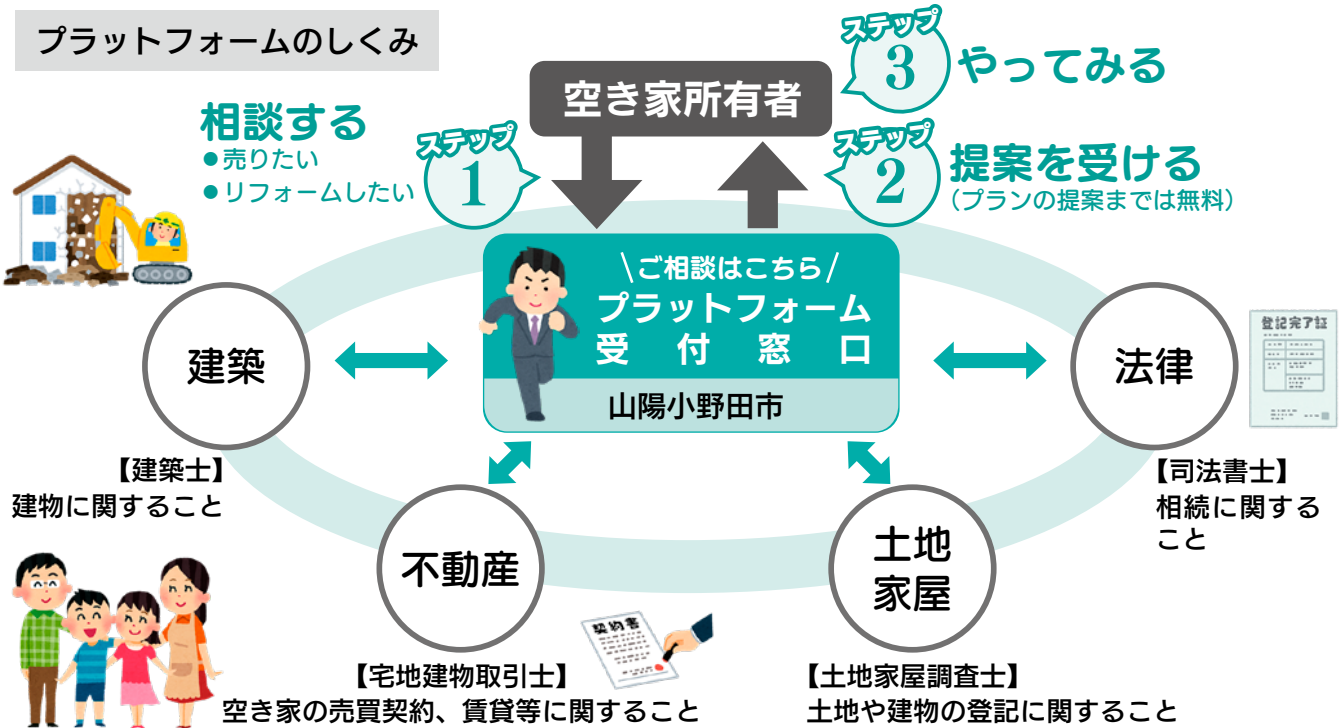 プラットフォームのしくみ
空き家所有者
ステップ
3
やってみる
相談する
●売りたい
●リフォームしたい
ステップ
1
ステップ
2
提案を受ける
(プランの提案までは無料)
\ご相談はこちら/
プラットフォーム
受付窓口
山陽小野田市
建築
【建築士】
建物に関すること
法律
登記完了証
【司法書士】
相続に関する
こと
不動産
契約書
【宅地建物取引士】
空き家の売買契約、賃貸等に関すること
土地
家屋
【土地家屋調査士】
土地や建物の登記に関すること